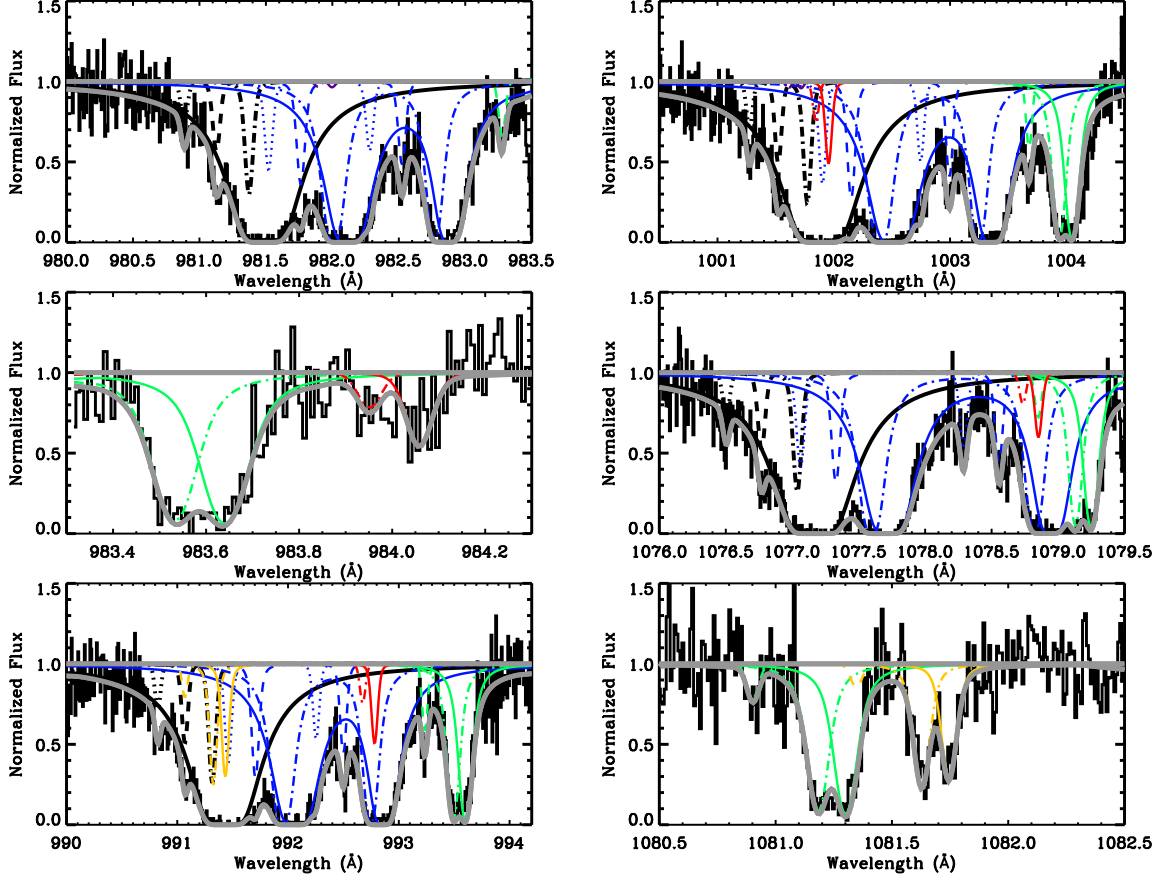 1.5 1.5
Normalized Flux 1.0 Normalized Flux 1.0
0.5 0.5
0.0 0.0
980.0 980.5 981.0 981.5 982.0 982.5 983.0 983.5 1001 1002 1003 1004
Wavelength (Å) Wavelength (Å)
1.5 1.5
Normalized Flux 1.0 Normalized Flux 1.0
0.5 0.5
0.0 0.0
983.4 983.6 983.8 984.0 984.2 1076.0 1076.5 1077.0 1077.5 1078.0 1078.5 1079.0 1079.5
Wavelength (Å) Wavelength (Å)
1.5 1.5
Normalized Flux 1.0 Normalized Flux 1.0
0.5 0.5
0.0 0.0
990 991 992 993 994 1080.5 1081.0 1081.5 1082.0 1082.5
Wavelength (Å) Wavelength (Å)